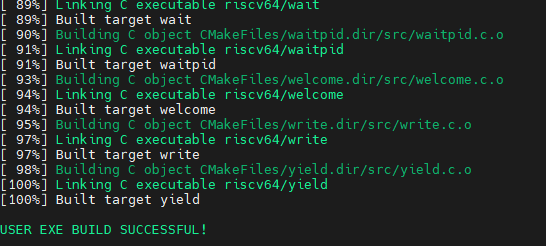 [ 89%] Linking C executable riscv64/wait
[ 89%] Built target wait
[ 90%] Building C object CMakeFiles/waitpid.dir/src/waitpid.c.o
[ 91%] Linking C executable riscv64/waitpid
[ 91%] Built target waitpid
[ 93%] Building C object CMakeFiles/welcome.dir/src/welcome.c.o
[ 94%] Linking C executable riscv64/welcome
[ 94%] Built target welcome
[ 95%] Building C object CMakeFiles/write.dir/src/write.c.o
[ 97%] Linking C executable riscv64/write
[ 97%] Built target write
[ 98%] Building C object CMakeFiles/yield.dir/src/yield.c.o
[100%] Linking C executable riscv64/yield
[100%] Built target yield
USER EXE BUILD SUCCESSFUL!